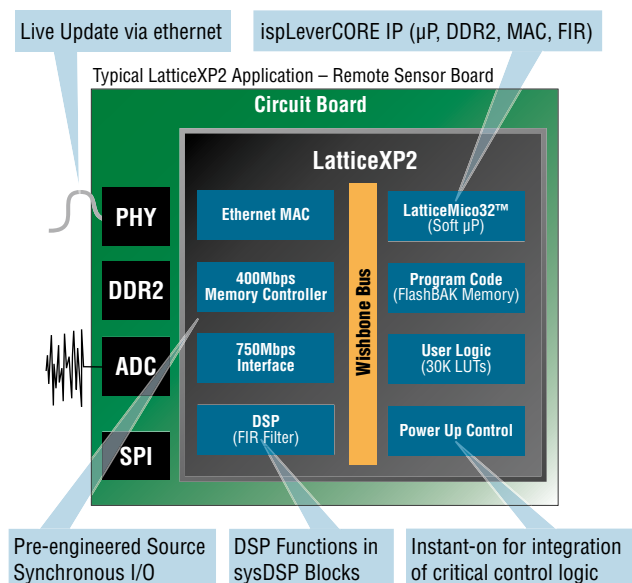 Live Update via ethernet
ispLeverCORE IP (µP, DDR2, MAC, FIR)
Typical LatticeXP2 Application – Remote Sensor Board
Circuit Board
LatticeXP2
PHY
DDR2
ADC
SPI
Ethernet MAC
400Mbps
Memory Controller
750Mbps
Interface
DSP
(FIR Filter)
Wishbone Bus
LatticeMico32™
(Soft µP)
Program Code
(FlashBAK Memory)
User Logic
(30K LUTs)
Power Up Control
Pre-engineered Source
Synchronous I/O
DSP Functions in
sysDSP Blocks
Instant-on for integration
of critical control logic